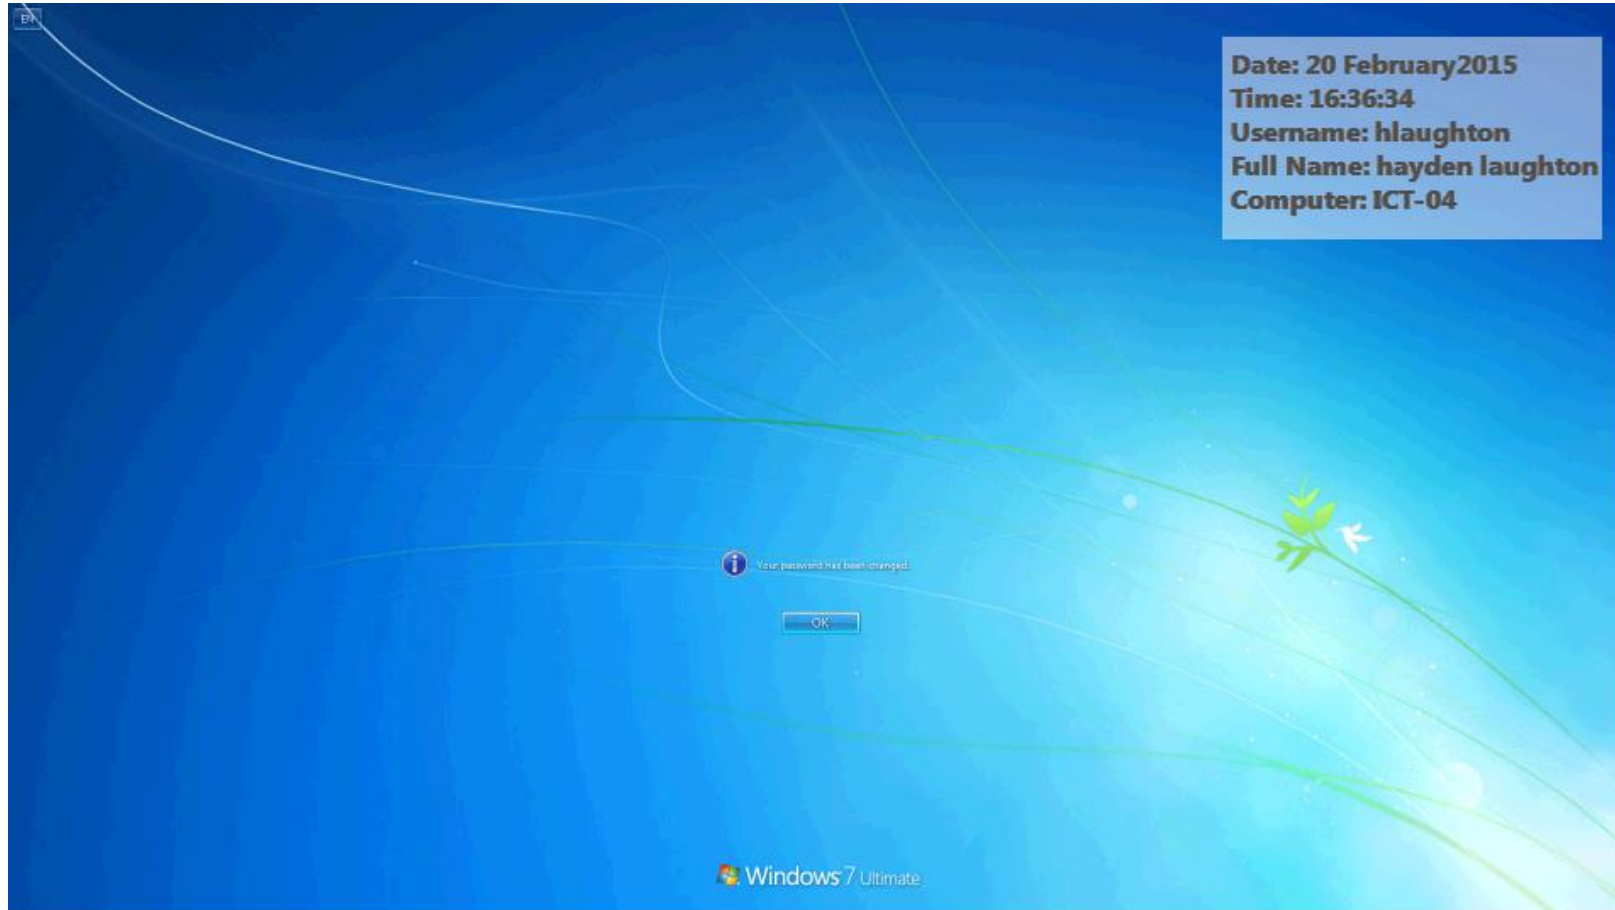 EN
Date: 20 February2015
Time: 16:36:34
Username: hlaughton
Full Name: hayden laughton
Computer: ICT-04
Your password has been changed.
OK
Windows 7 Ultimate